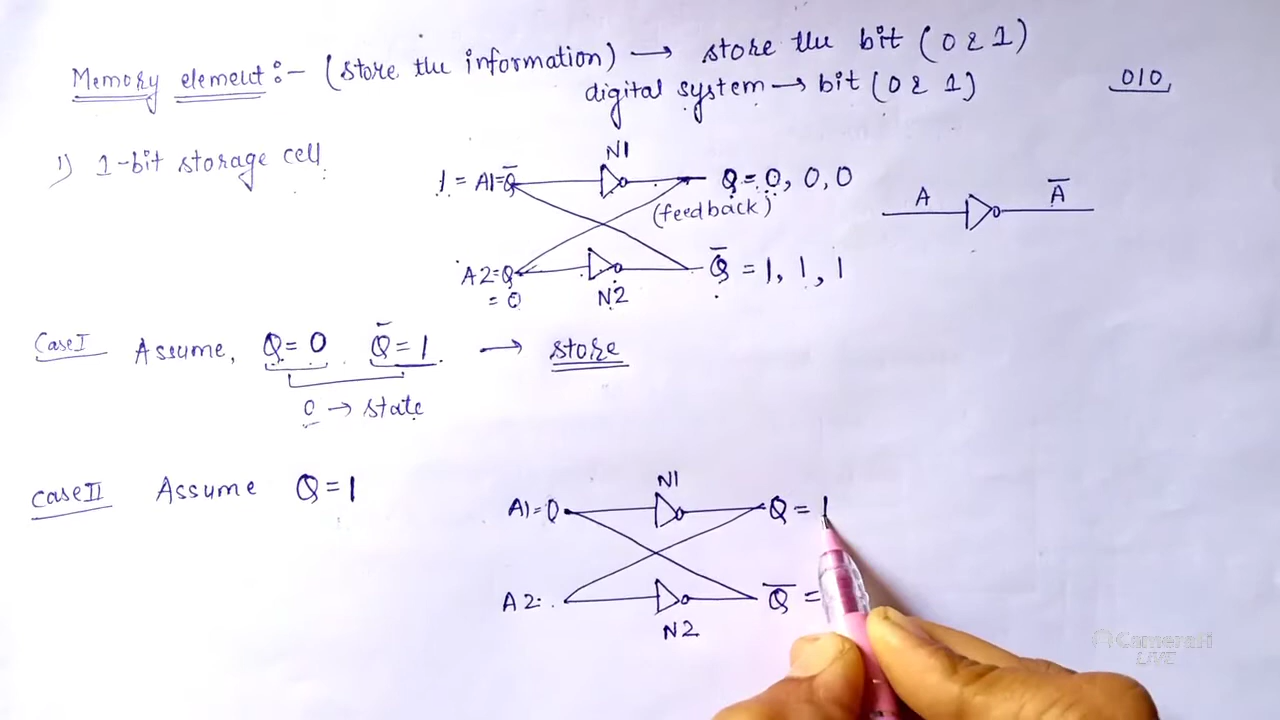 Memory element:- (store the information) → store the bit (0 & 1)
digital system → bit (0 & 1)
010
1) 1-bit storage cell
N1
1 = A1=Q̅
Q = 0, 0, 0
(feedback)
A
A̅
A2=Q
= 0
N2
Q̅ = 1, 1, 1
Case I Assume, Q = 0 Q̅ = 1 → store
0 → state
Case II Assume Q = 1
N1
A1=0
Q = 1
A2=
N2
Q̅ =
Camerafi
LIVE